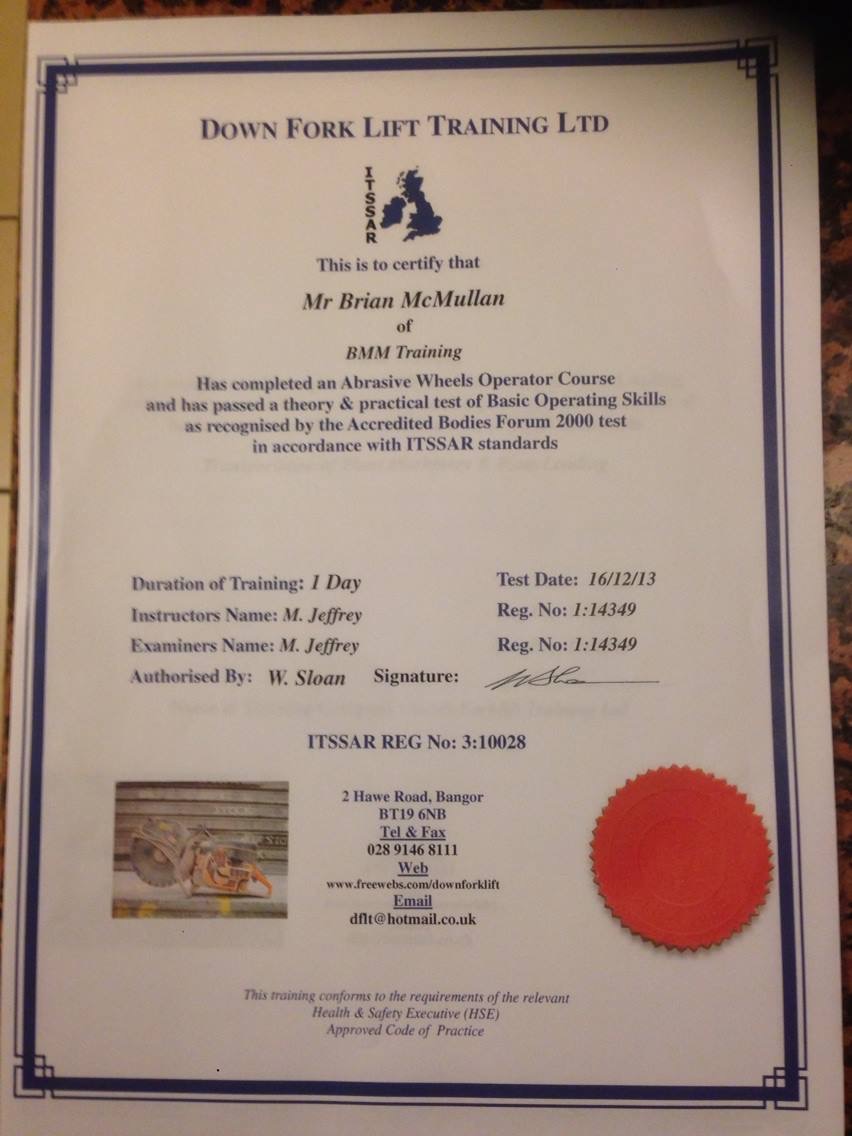 DOWN FORK LIFT TRAINING LTD
ITSSAR
This is to certify that
Mr Brian McMullan
of
BMM Training
Has completed an Abrasive Wheels Operator Course
and has passed a theory & practical test of Basic Operating Skills
as recognised by the Accredited Bodies Forum 2000 test
in accordance with ITSSAR standards
Duration of Training: 1 Day Test Date: 16/12/13
Instructors Name: M. Jeffrey Reg. No: 1:14349
Examiners Name: M. Jeffrey Reg. No: 1:14349
Authorised By: W. Sloan Signature: W Sloan
ITSSAR REG No: 3:10028
2 Hawe Road, Bangor
BT19 6NB
Tel & Fax
028 9146 8111
Web
www.freewebs.com/downforklift
Email
dflt@hotmail.co.uk
This training conforms to the requirements of the relevant
Health & Safety Executive (HSE)
Approved Code of Practice